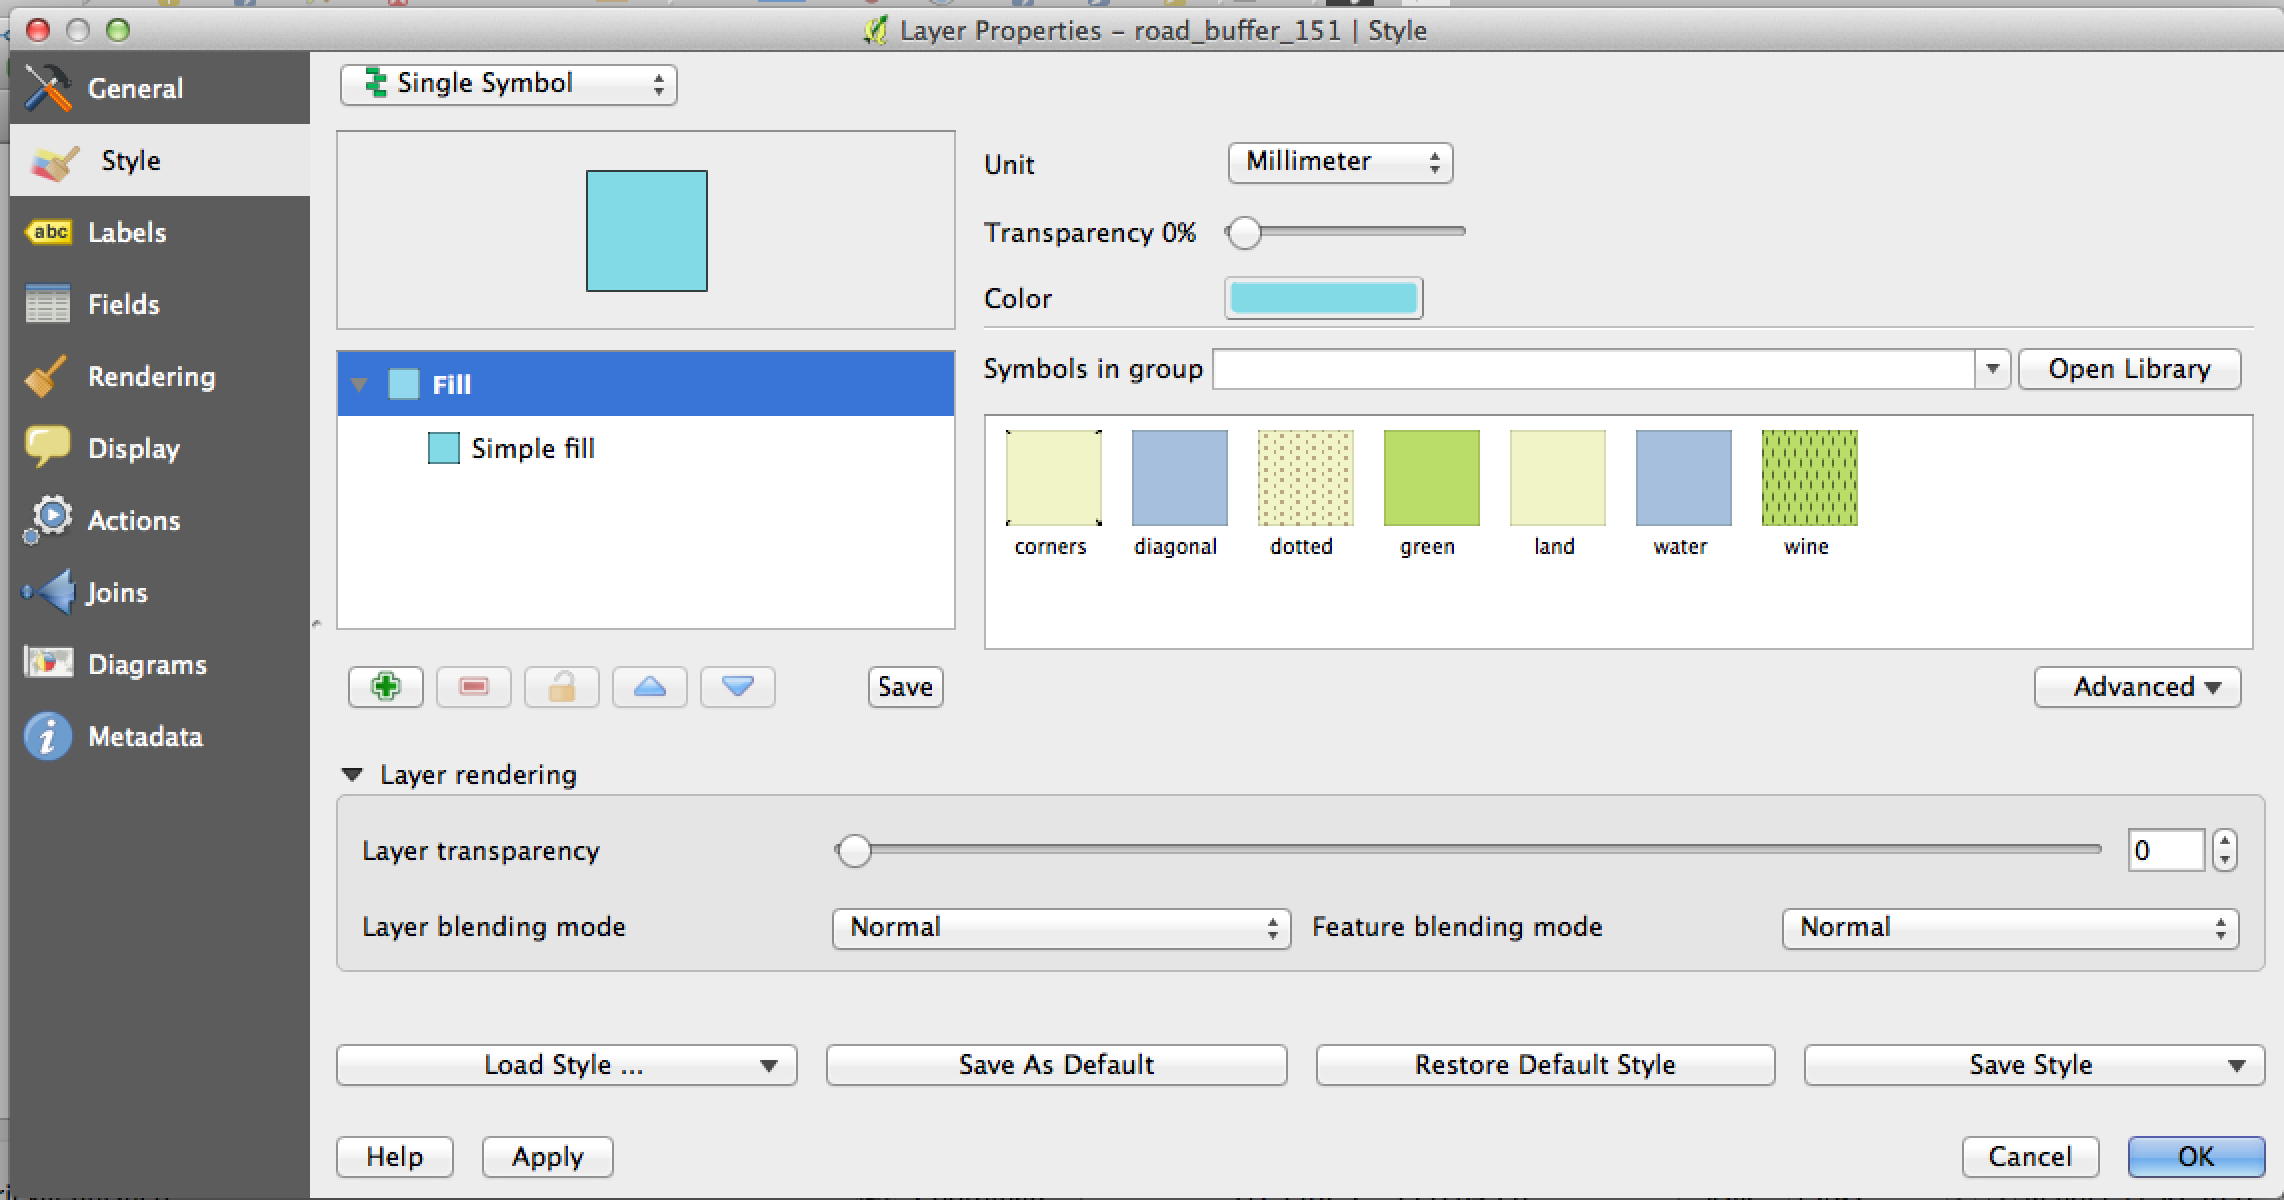 Layer Properties – road_buffer_151 | Style
General
Style
abc Labels
Fields
Rendering
Display
Actions
Joins
Diagrams
i Metadata
Single Symbol
Unit Millimeter
Transparency 0%
Color
Fill
Simple fill
Symbols in group Open Library
corners diagonal dotted green land water wine
Save
Advanced
Layer rendering
Layer transparency 0
Layer blending mode Normal Feature blending mode Normal
Load Style ... Save As Default Restore Default Style Save Style
Help Apply Cancel OK